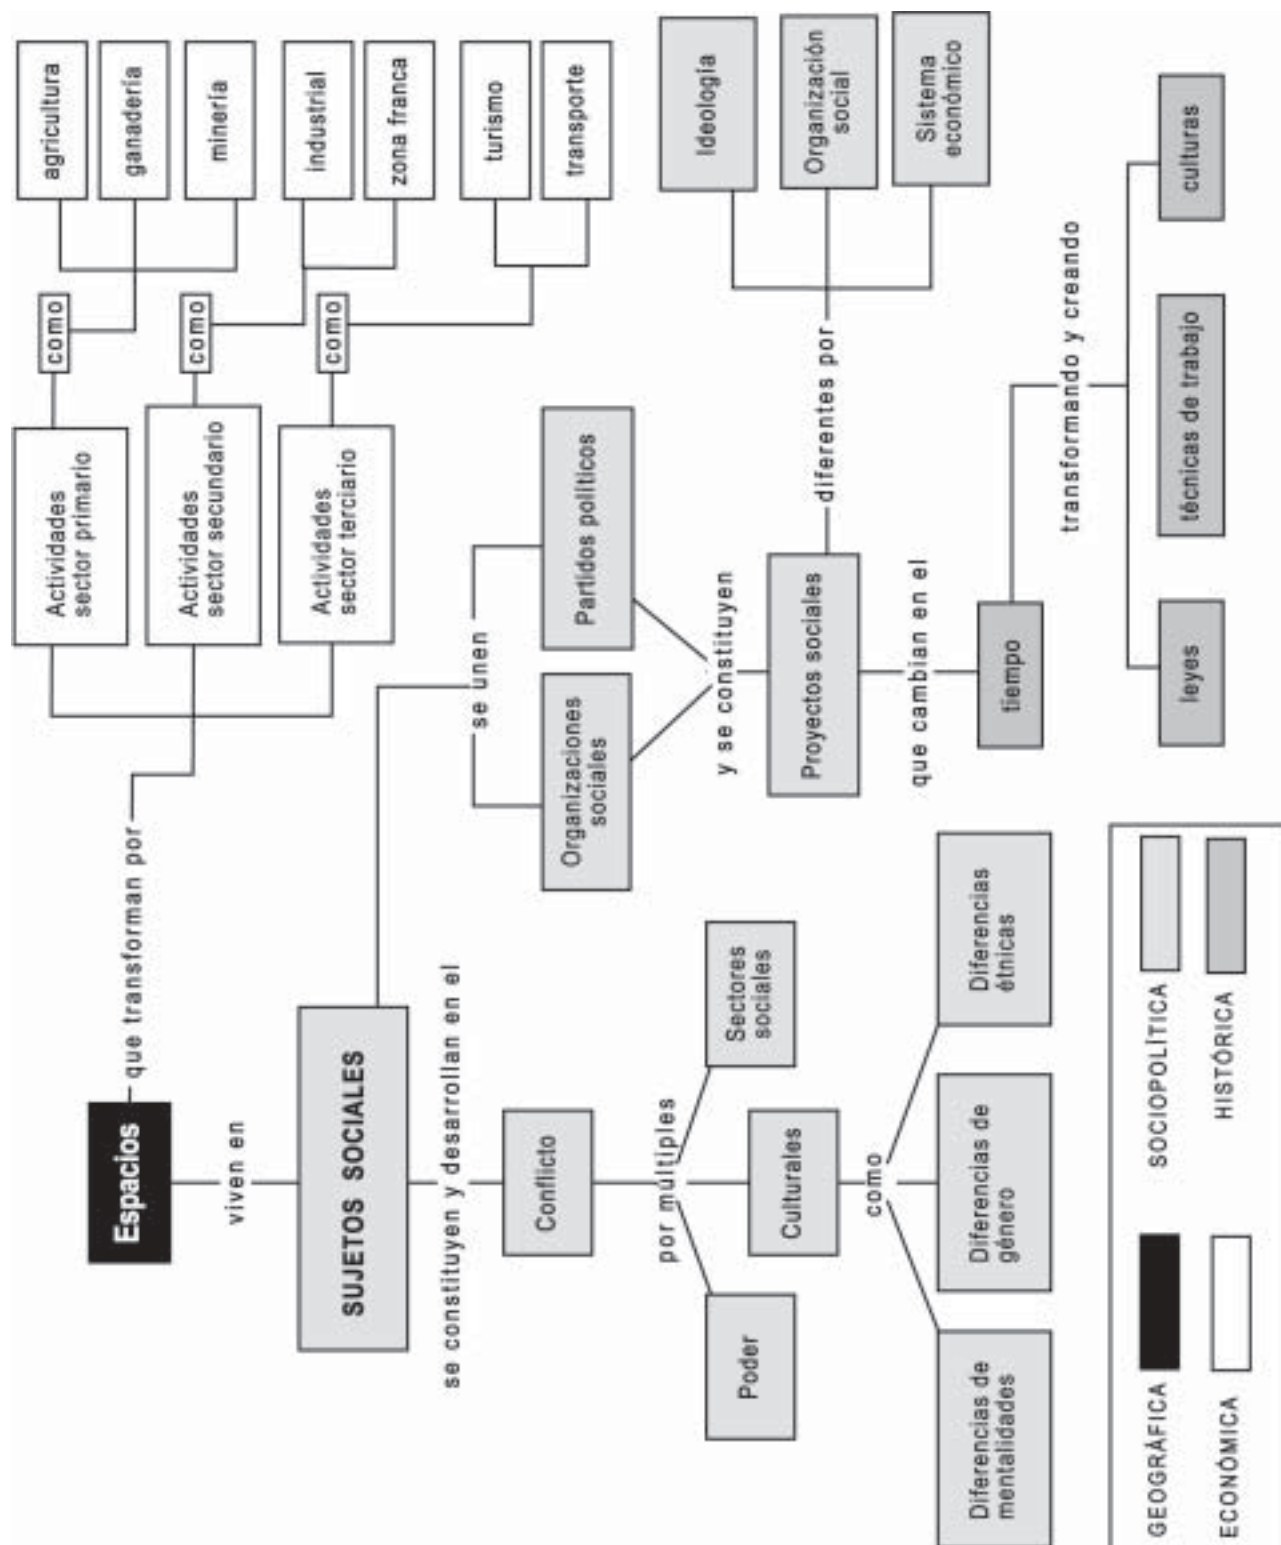 Espacios
que transforman por
Actividades
sector primario
como
agricultura
ganadería
minería
Actividades
sector secundario
como
industrial
zona franca
Actividades
sector terciario
como
turismo
transporte
viven en
SUJETOS SOCIALES
se unen
Organizaciones
sociales
Partidos políticos
y se constituyen
Proyectos sociales
diferentes por
Ideología
Organización
social
Sistema
económico
que cambian en el
tiempo
transformando y creando
leyes
técnicas de trabajo
culturas
se constituyen y desarrollan en el
Conflicto
por múltiples
Poder
Culturales
Sectores
sociales
como
Diferencias de
mentalidades
Diferencias de
género
Diferencias
étnicas
GEOGRÁFICA
SOCIOPOLÍTICA
ECONÓMICA
HISTÓRICA